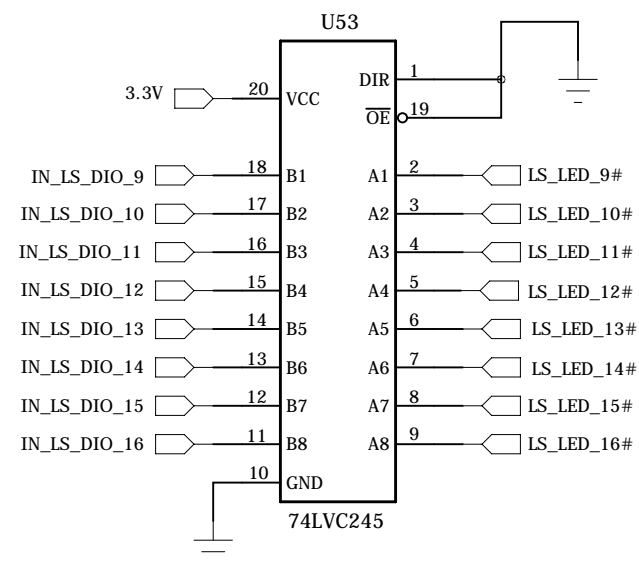 U53
DIR 1
3.3V 20 VCC
OE 19
IN_LS_DIO_9 18 B1 A1 2 LS_LED_9#
IN_LS_DIO_10 17 B2 A2 3 LS_LED_10#
IN_LS_DIO_11 16 B3 A3 4 LS_LED_11#
IN_LS_DIO_12 15 B4 A4 5 LS_LED_12#
IN_LS_DIO_13 14 B5 A5 6 LS_LED_13#
IN_LS_DIO_14 13 B6 A6 7 LS_LED_14#
IN_LS_DIO_15 12 B7 A7 8 LS_LED_15#
IN_LS_DIO_16 11 B8 A8 9 LS_LED_16#
10 GND
74LVC245